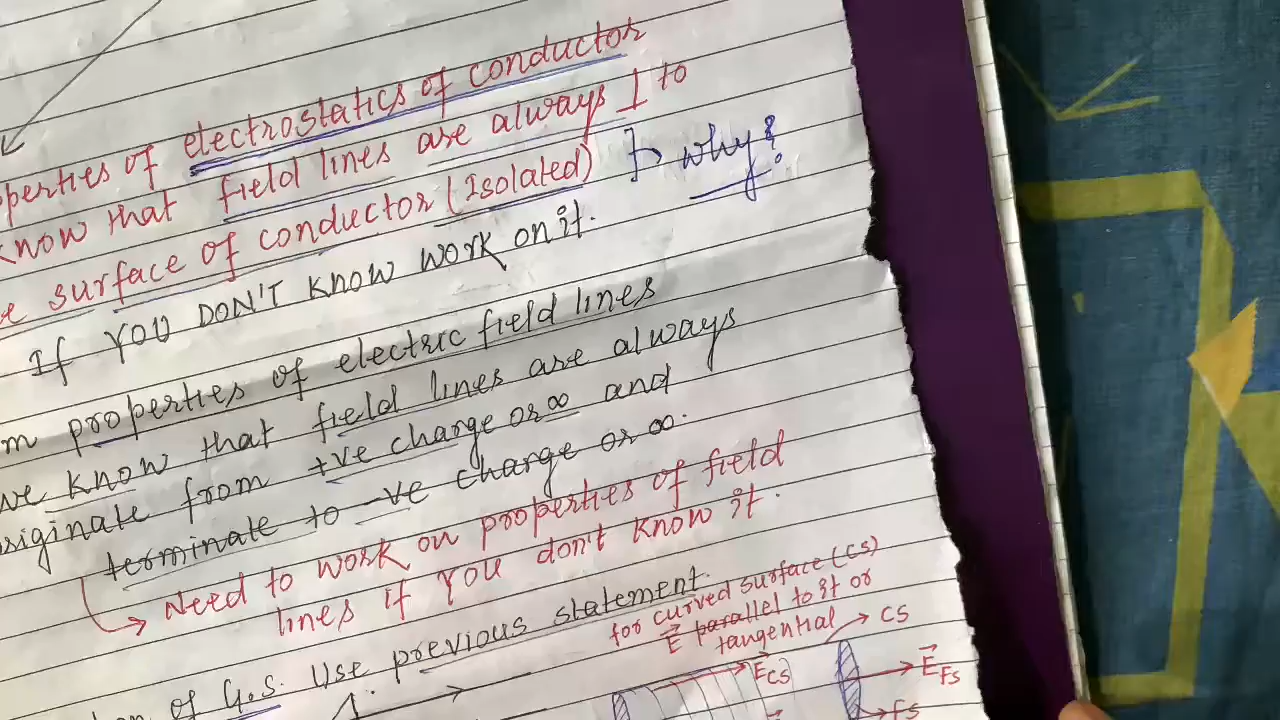 properties of electrostatics of conductor
know that field lines are always ⊥ to
surface of conductor (Isolated) } → why?
If YOU DON'T KNOW WORK ON it.
properties of electric field lines
we know that field lines are always
originate from +ve charge or ∞ and
terminate to -ve charge or ∞.
→ Need to work on properties of field
lines if YOU don't know it.
of G.S. Use previous statement.
for curved surface (CS)
E⃗ parallel to it or
tangential
CS
E⃗CS
E⃗FS
fS